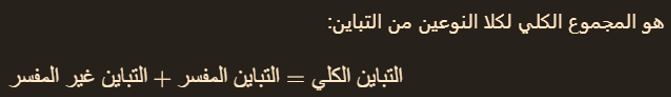 هو المجموع الكلي لكلا النوعين من التباين:
التباين الكلي = التباين المفسر + التباين غير المفسر